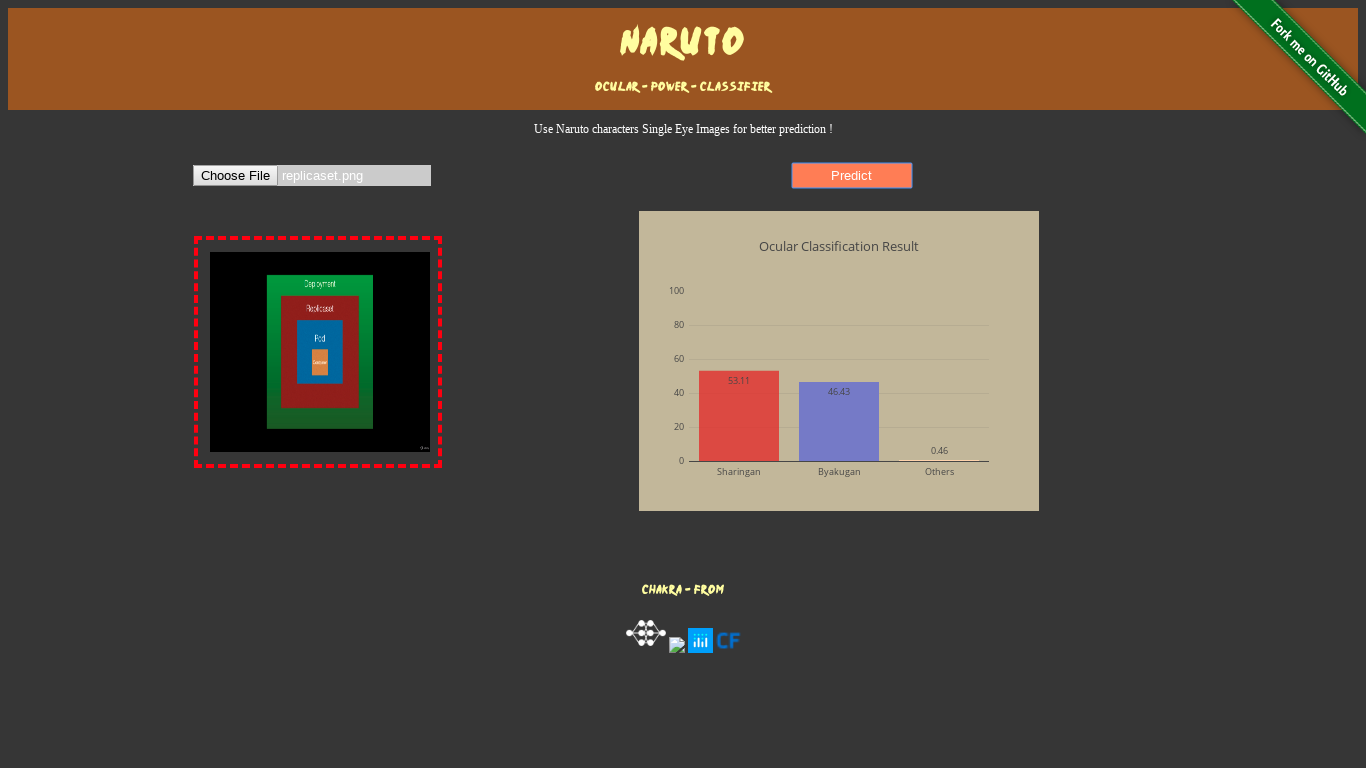 NARUTO
OCULAR - POWER - CLASSIFIER
Fork me on GitHub
Use Naruto characters Single Eye Images for better prediction !
Choose File replicaset.png
Predict
Deployment
Replicaset
Pod
Ocular Classification Result
100
80
60
40
20
0
53.11
46.43
0.46
Sharingan Byakugan Others
CHAKRA - FROM
CF